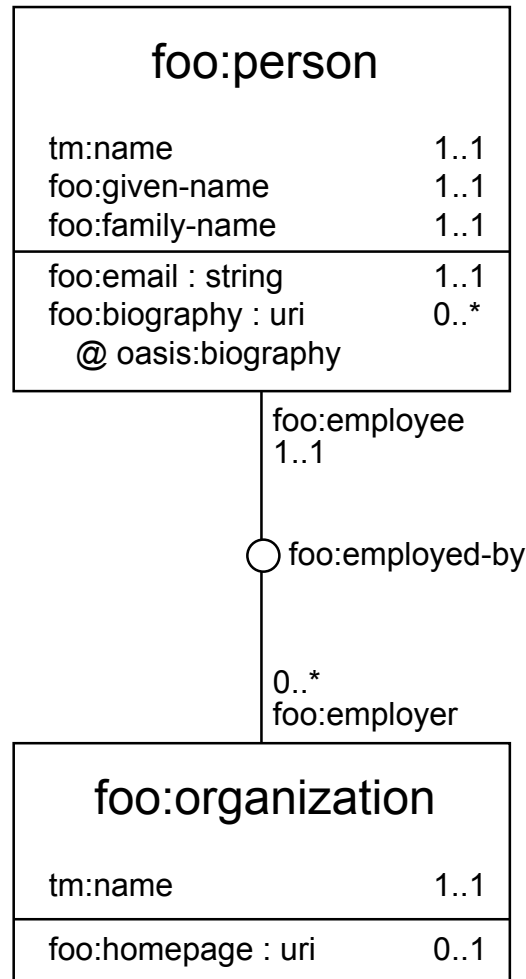 foo:person
tm:name 1..1
foo:given-name 1..1
foo:family-name 1..1
foo:email : string 1..1
foo:biography : uri 0..*
@ oasis:biography
foo:employee
1..1
foo:employed-by
0..*
foo:employer
foo:organization
tm:name 1..1
foo:homepage : uri 0..1